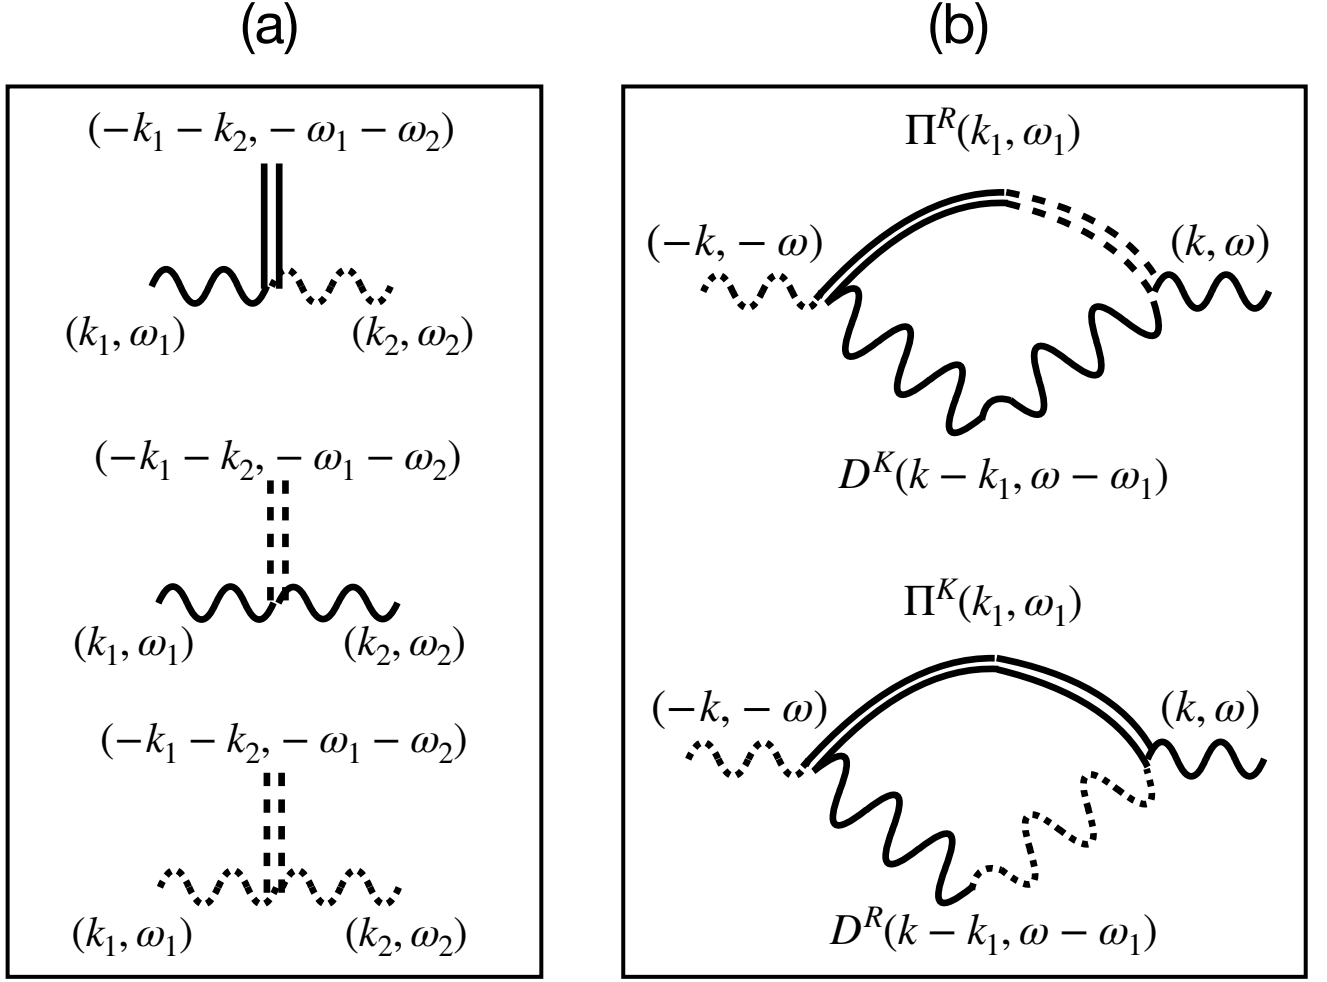 (a)
(−k₁ − k₂, − ω₁ − ω₂)
(k₁, ω₁) (k₂, ω₂)
(−k₁ − k₂, − ω₁ − ω₂)
(k₁, ω₁) (k₂, ω₂)
(−k₁ − k₂, − ω₁ − ω₂)
(k₁, ω₁) (k₂, ω₂)
(b)
Πᴿ(k₁, ω₁)
(−k, − ω) (k, ω)
Dᴷ(k − k₁, ω − ω₁)
Πᴷ(k₁, ω₁)
(−k, − ω) (k, ω)
Dᴿ(k − k₁, ω − ω₁)